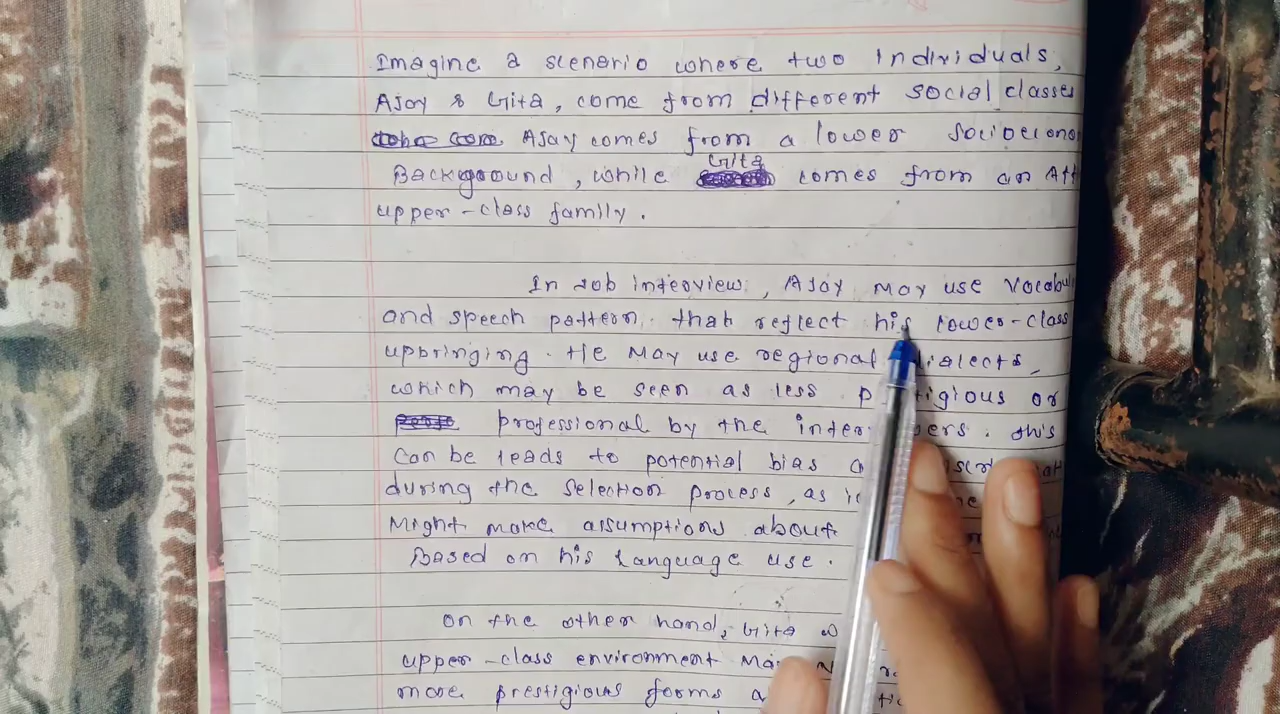 Imagine a scenario where two individuals,
Ajay & Gita, come from different social classes
Ajay comes from a lower
Background, while Gita comes from an
upper-class family.
In Job interview, Ajay may use
and speech pattern. that reflect his lower-class
upbringing. He may use regional
which may be seen as less or
professional by the this
can be leads to potential bias
during the selection process, as
Might make assumptions about
Based on his language use.
on the other hand, Gita
upper-class environment
more prestigious forms